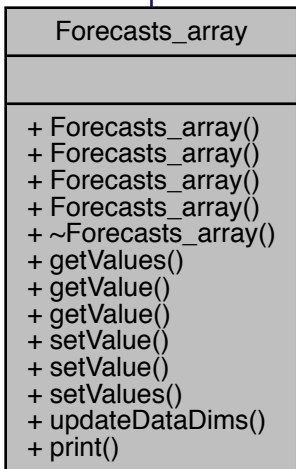 Forecasts_array
+ Forecasts_array()
+ Forecasts_array()
+ Forecasts_array()
+ Forecasts_array()
+ ~Forecasts_array()
+ getValues()
+ getValue()
+ getValue()
+ setValue()
+ setValue()
+ setValues()
+ updateDataDims()
+ print()